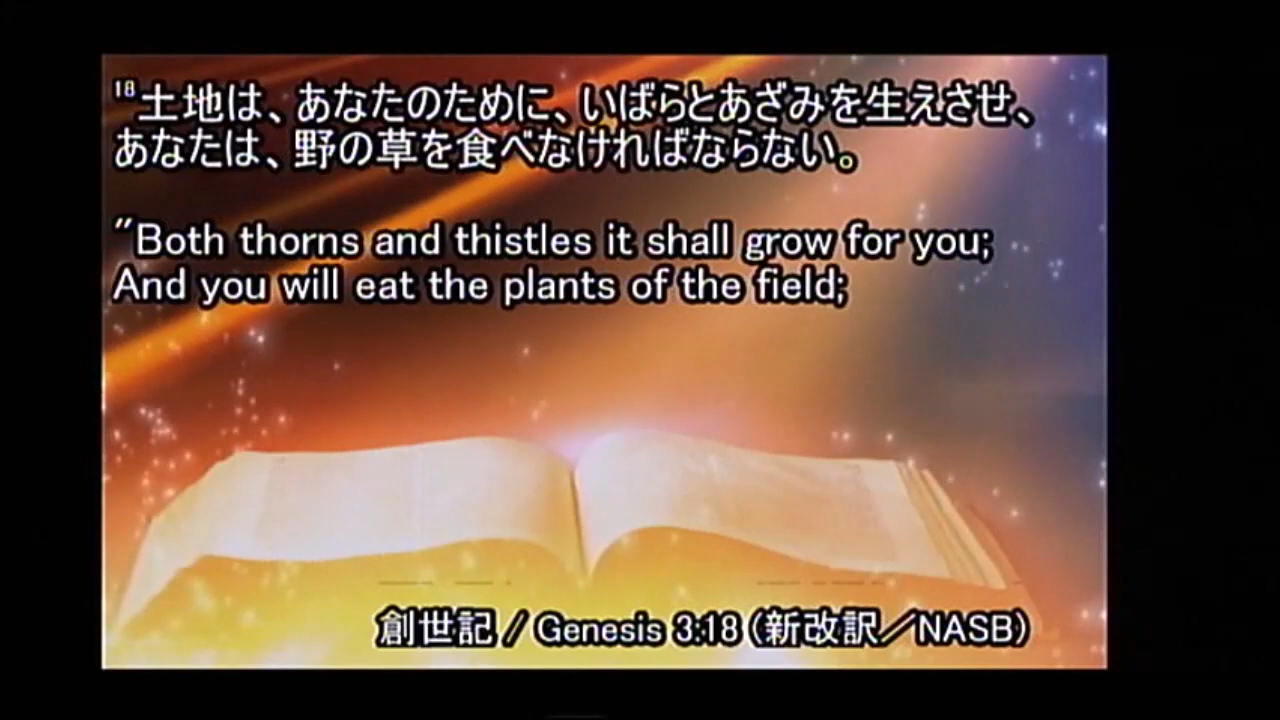 18土地は、あなたのために、いばらとあざみを生えさせ、
あなたは、野の草を食べなければならない。
"Both thorns and thistles it shall grow for you;
And you will eat the plants of the field;
創世記 / Genesis 3:18 (新改訳／NASB)